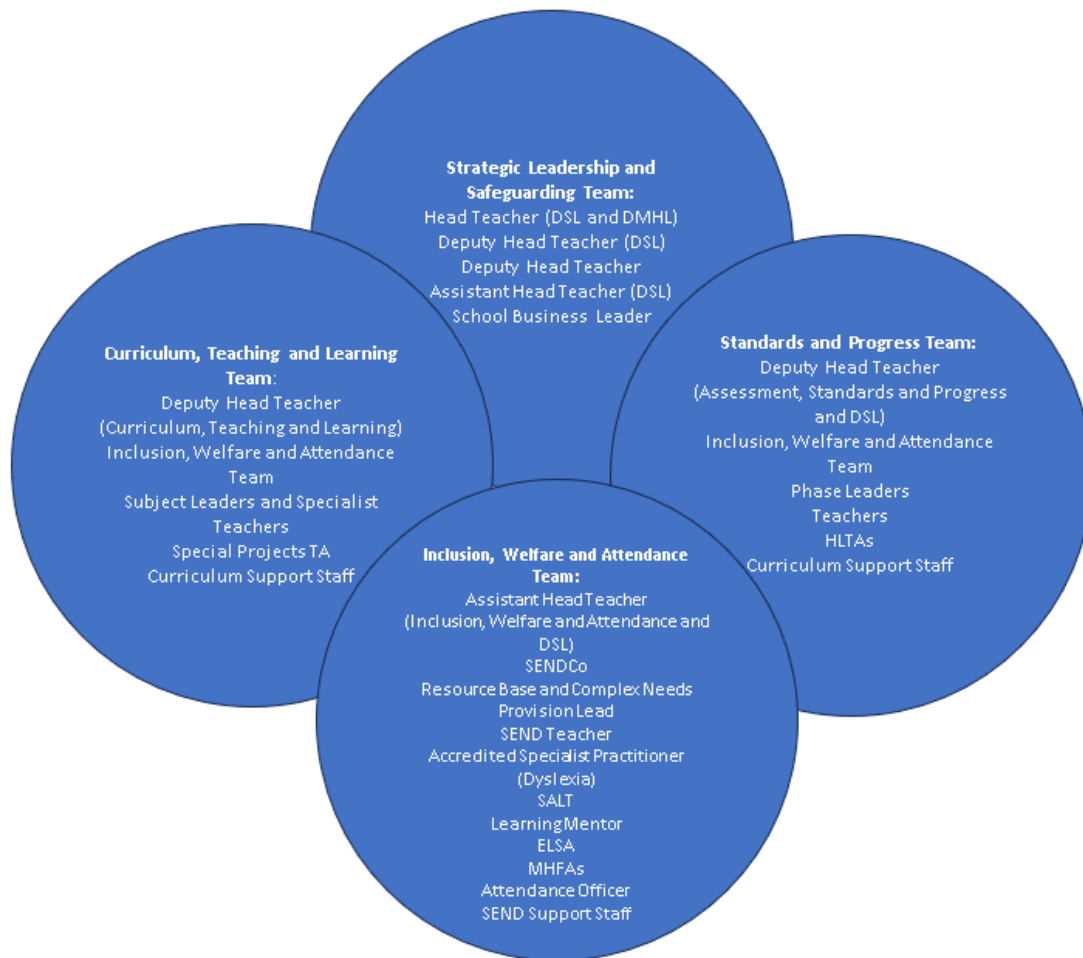 Strategic Leadership and
Safeguarding Team:
Head Teacher (DSL and DMHL)
Deputy Head Teacher (DSL)
Deputy Head Teacher
Assistant Head Teacher (DSL)
School Business Leader
Curriculum, Teaching and Learning
Team:
Deputy Head Teacher
(Curriculum, Teaching and Learning)
Inclusion, Welfare and Attendance
Team
Subject Leaders and Specialist
Teachers
Special Projects TA
Curriculum Support Staff
Standards and Progress Team:
Deputy Head Teacher
(Assessment, Standards and Progress
and DSL)
Inclusion, Welfare and Attendance
Team
Phase Leaders
Teachers
HLTAs
Curriculum Support Staff
Inclusion, Welfare and Attendance
Team:
Assistant Head Teacher
(Inclusion, Welfare and Attendance and
DSL)
SENDCo
Resource Base and Complex Needs
Provision Lead
SEND Teacher
Accredited Specialist Practitioner
(Dyslexia)
SALT
Learning Mentor
ELSA
MHFAs
Attendance Officer
SEND Support Staff